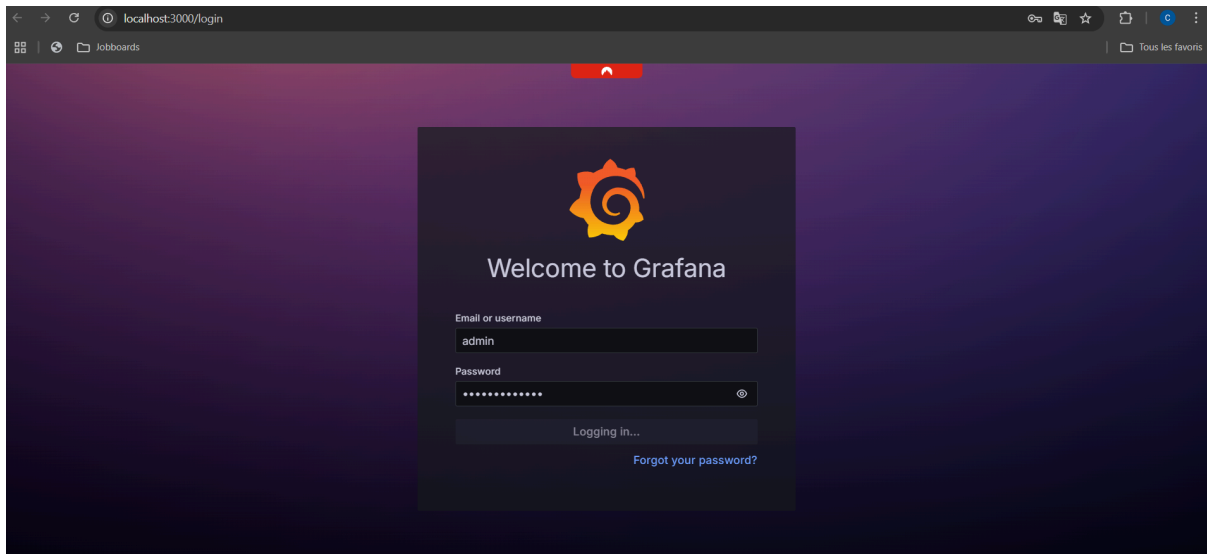 localhost:3000/login
C
Jobboards
Tous les favoris
Welcome to Grafana
Email or username
admin
Password
•••••••••••••
Logging in...
Forgot your password?